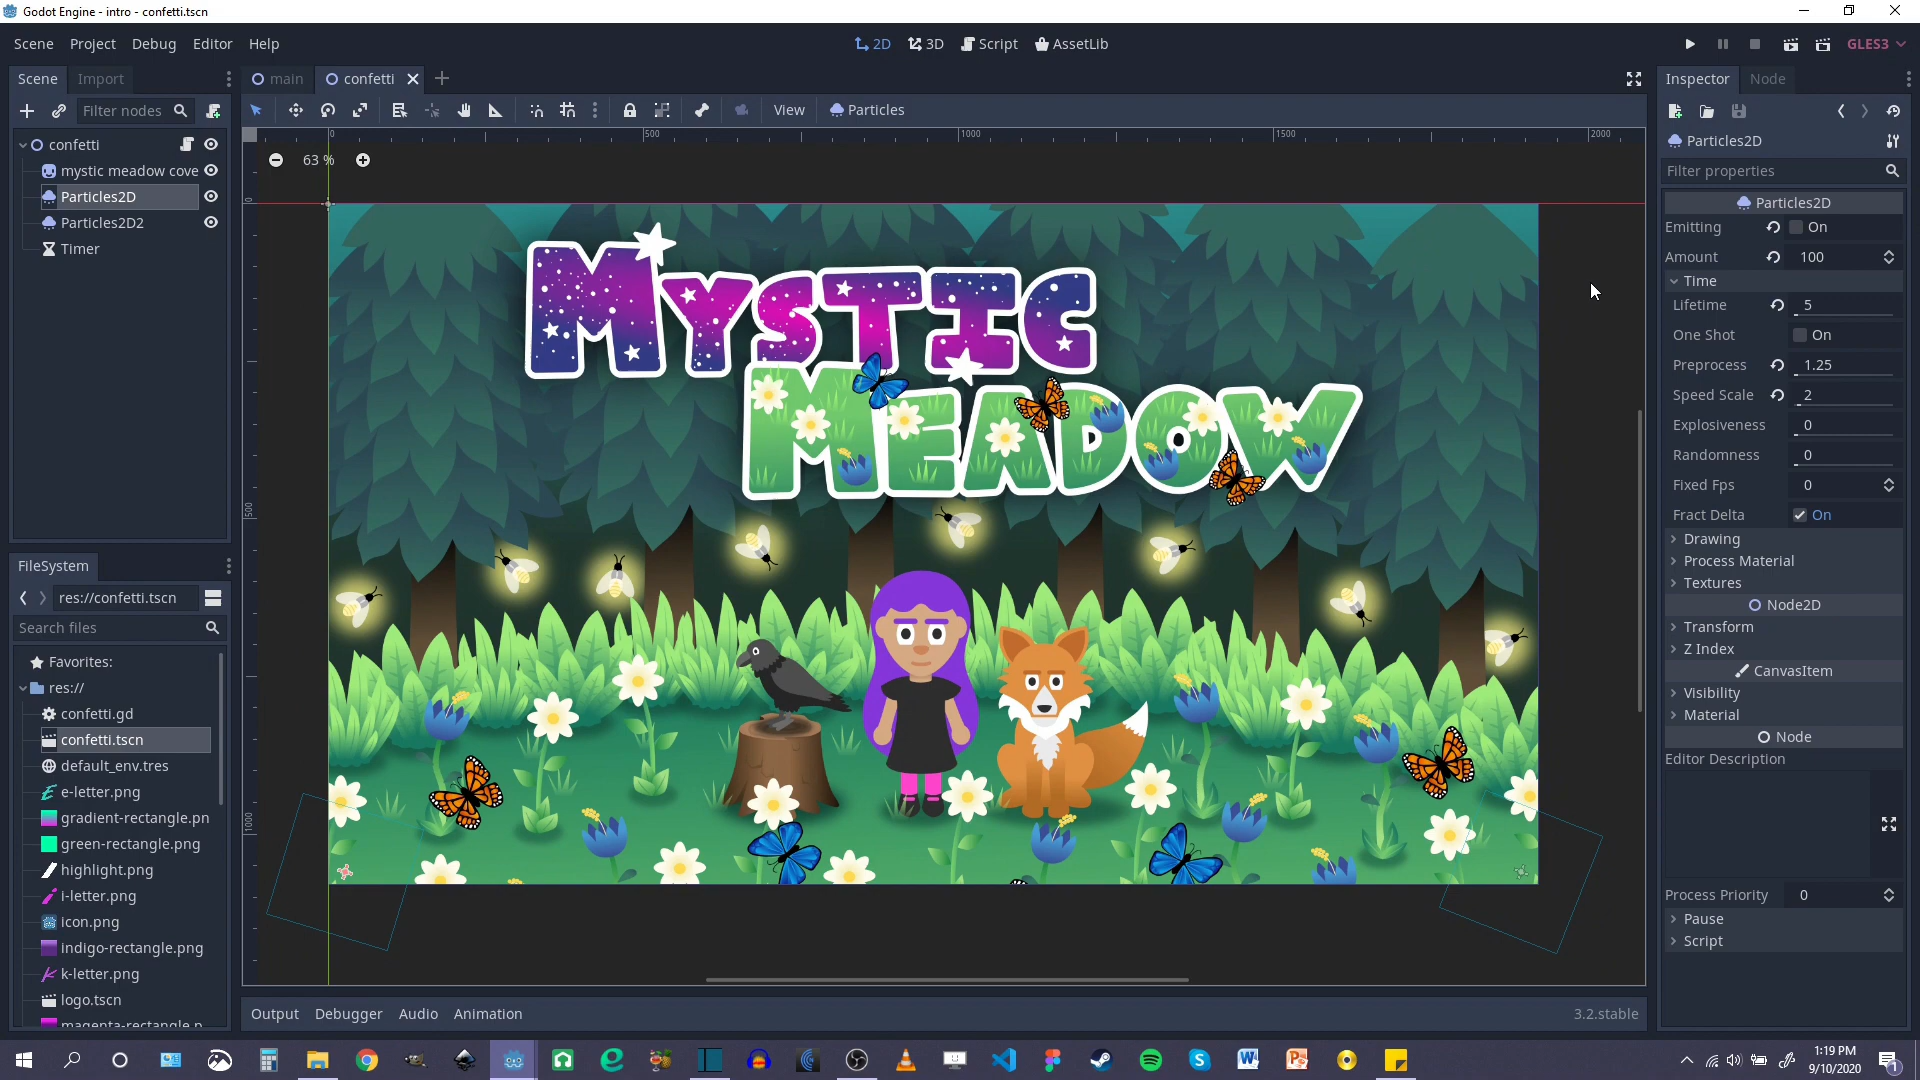 Godot Engine - intro - confetti.tscn
Scene Project Debug Editor Help
2D 3D Script AssetLib
GLES3
Scene Import
main confetti
Inspector Node
Filter nodes
View Particles
confetti
mystic meadow cove
Particles2D
Particles2D2
Timer
0 500 1000 1500 2000
63 %
0
500
1000
MYSTIC
MEADOW
FileSystem
res://confetti.tscn
Search files
Favorites:
res://
confetti.gd
confetti.tscn
default_env.tres
e-letter.png
gradient-rectangle.pn
green-rectangle.png
highlight.png
i-letter.png
icon.png
indigo-rectangle.png
k-letter.png
logo.tscn
magenta-rectangle.p
Output Debugger Audio Animation
3.2.stable
Particles2D
Filter properties
Particles2D
Emitting On
Amount 100
Time
Lifetime 5
One Shot On
Preprocess 1.25
Speed Scale 2
Explosiveness 0
Randomness 0
Fixed Fps 0
Fract Delta On
Drawing
Process Material
Textures
Node2D
Transform
Z Index
CanvasItem
Visibility
Material
Node
Editor Description
Process Priority 0
Pause
Script
1:19 PM
9/10/2020
1